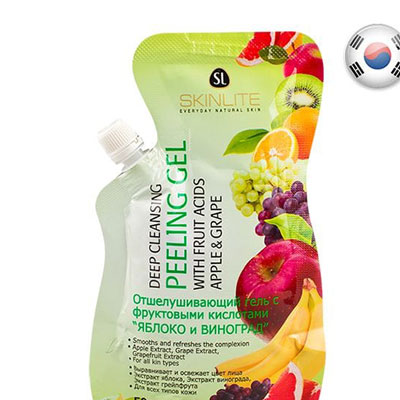 SL
SKINLITE
EVERYDAY NATURAL SKIN
DEEP CLEANSING
PEELING GEL
WITH FRUIT ACIDS
APPLE & GRAPE
Отшелушивающий гель с
фруктовыми кислотами
"ЯБЛОКО и ВИНОГРАД"
• Smooths and refreshes the complexion
• Apple Extract, Grape Extract,
Grapefruit Extract
• For all kin types
• Выравнивает и освежает цвет лица
• Экстракт яблока, Экстракт винограда,
Экстракт грейпфрута
• Для всех типов кожи